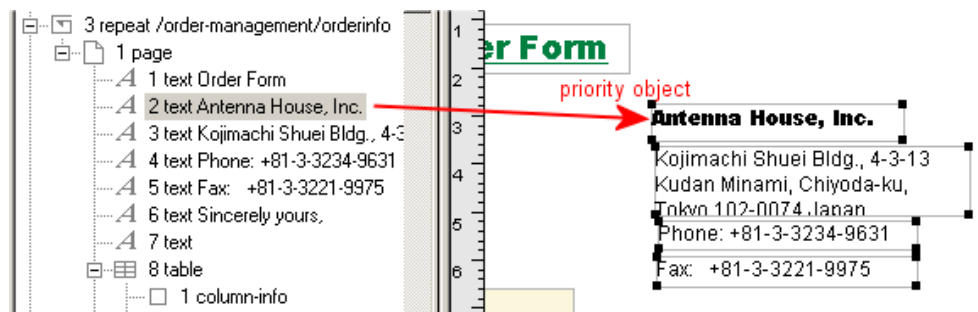 3 repeat /order-management/orderinfo
1 page
1 text Order Form
2 text Antenna House, Inc.
3 text Kojimachi Shuei Bldg., 4-3
4 text Phone: +81-3-3234-9631
5 text Fax: +81-3-3221-9975
6 text Sincerely yours,
7 text
8 table
1 column-info
1
2
3
4
5
6
er Form
priority object
Antenna House, Inc.
Kojimachi Shuei Bldg., 4-3-13
Kudan Minami, Chiyoda-ku,
Tokyo 102-0074 Japan
Phone: +81-3-3234-9631
Fax: +81-3-3221-9975